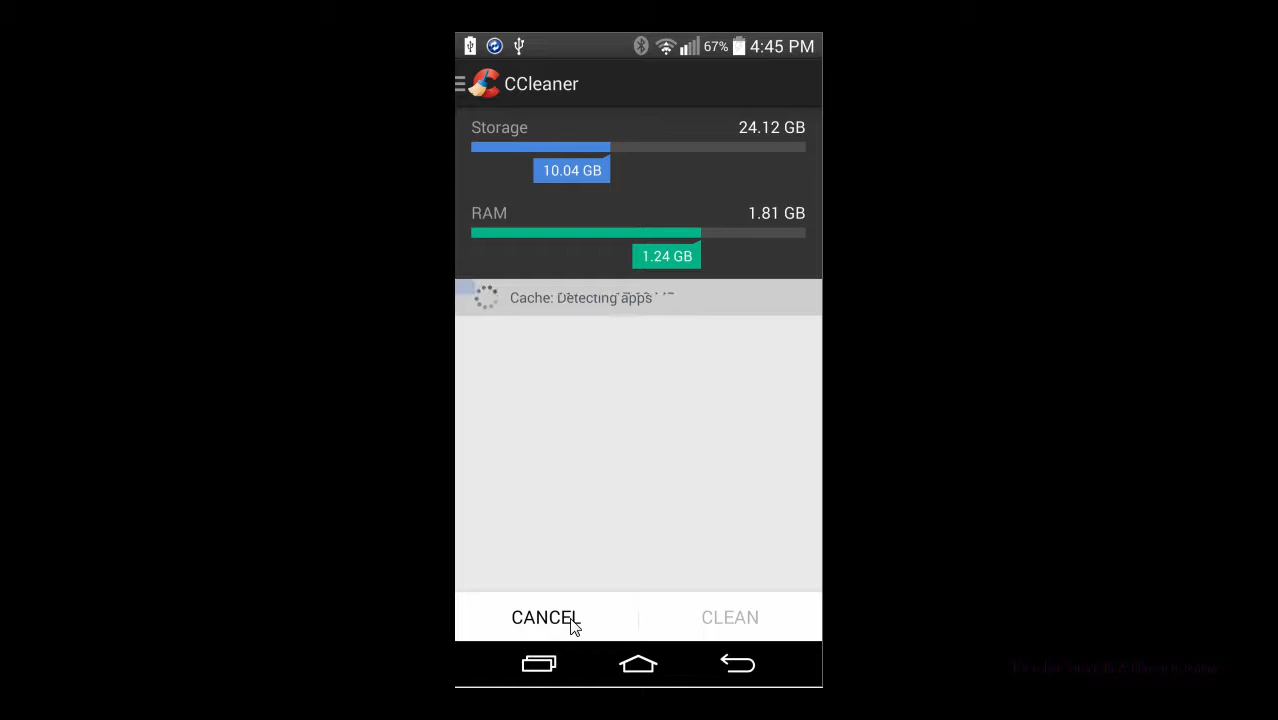 67% 4:45 PM
CCleaner
Storage 24.12 GB
10.04 GB
RAM 1.81 GB
1.24 GB
Cache: Detecting apps
CANCEL CLEAN